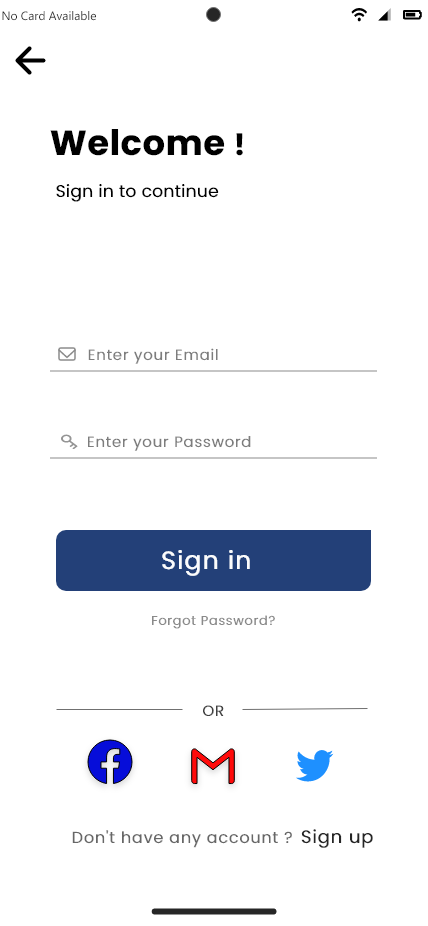 No Card Available
Welcome !
Sign in to continue
Enter your Email
Enter your Password
Sign in
Forgot Password?
OR
Don't have any account ? Sign up